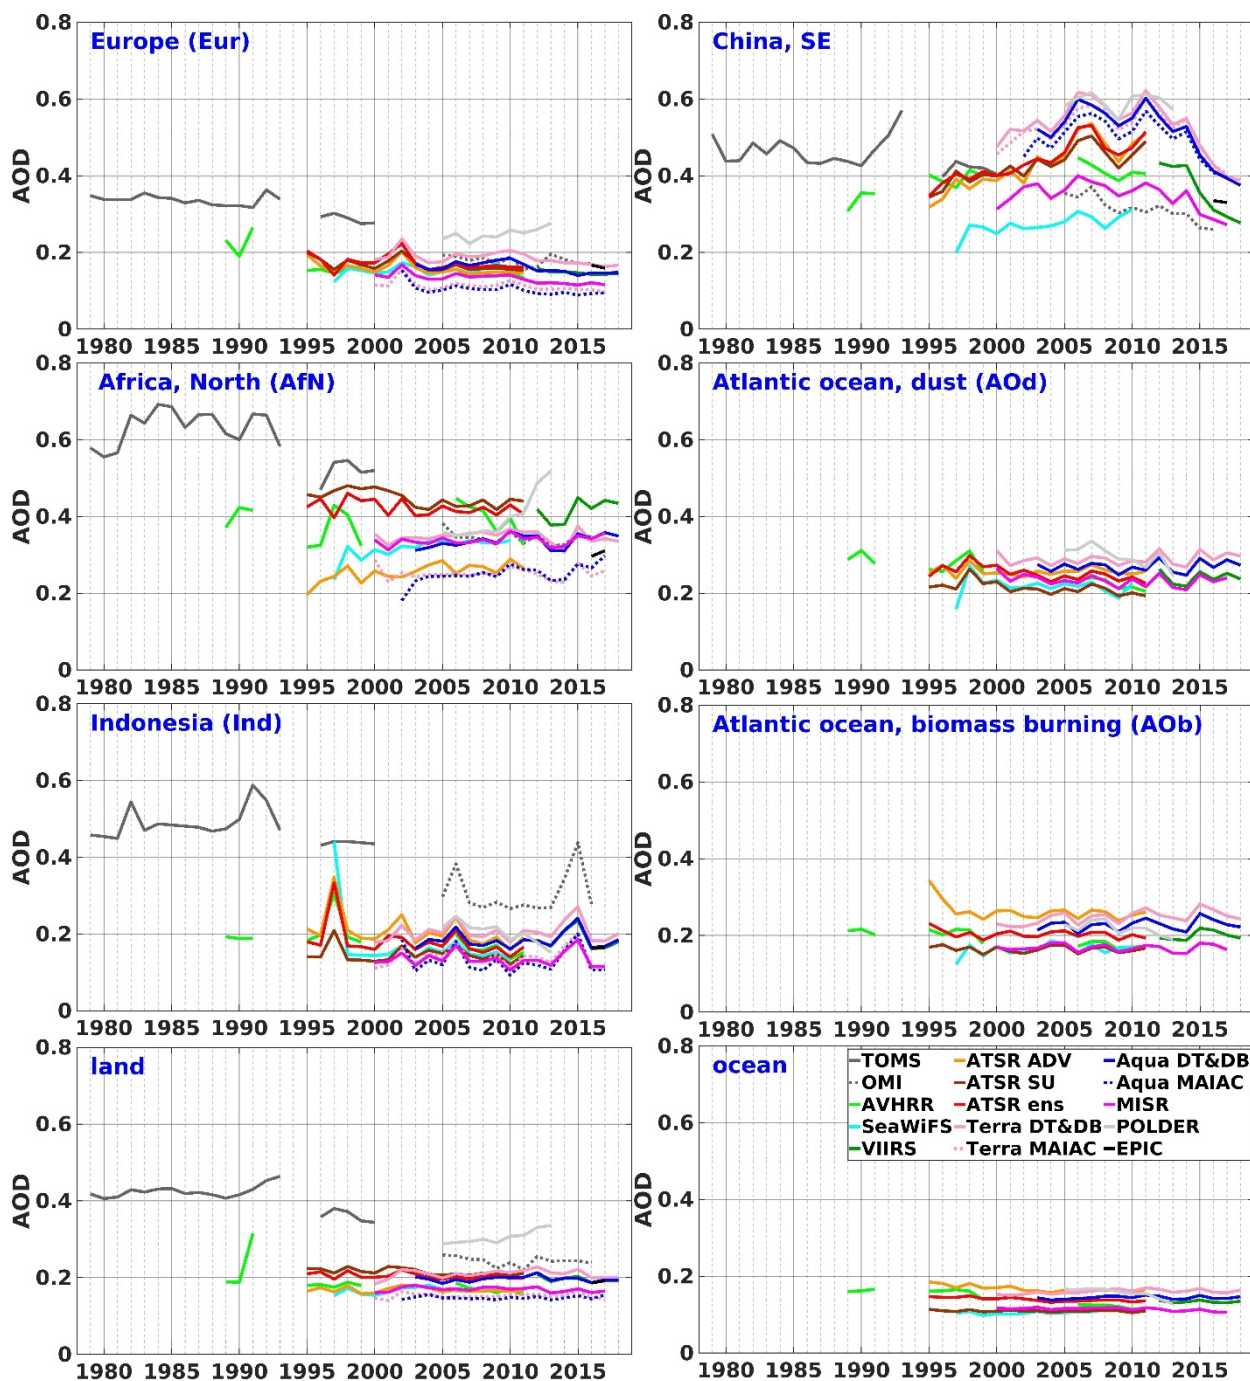 Europe (Eur)
AOD
0.8
0.6
0.4
0.2
0
1980 1985 1990 1995 2000 2005 2010 2015
China, SE
AOD
0.8
0.6
0.4
0.2
0
1980 1985 1990 1995 2000 2005 2010 2015
Africa, North (AfN)
AOD
0.8
0.6
0.4
0.2
0
1980 1985 1990 1995 2000 2005 2010 2015
Atlantic ocean, dust (AOd)
AOD
0.8
0.6
0.4
0.2
0
1980 1985 1990 1995 2000 2005 2010 2015
Indonesia (Ind)
AOD
0.8
0.6
0.4
0.2
0
1980 1985 1990 1995 2000 2005 2010 2015
Atlantic ocean, biomass burning (AOb)
AOD
0.8
0.6
0.4
0.2
0
1980 1985 1990 1995 2000 2005 2010 2015
land
AOD
0.8
0.6
0.4
0.2
0
1980 1985 1990 1995 2000 2005 2010 2015
ocean
AOD
0.8
0.6
0.4
0.2
0
1980 1985 1990 1995 2000 2005 2010 2015
TOMS
OMI
AVHRR
SeaWiFS
VIIRS
ATSR ADV
ATSR SU
ATSR ens
Terra DT&DB
Terra MAIAC
Aqua DT&DB
Aqua MAIAC
MISR
POLDER
EPIC